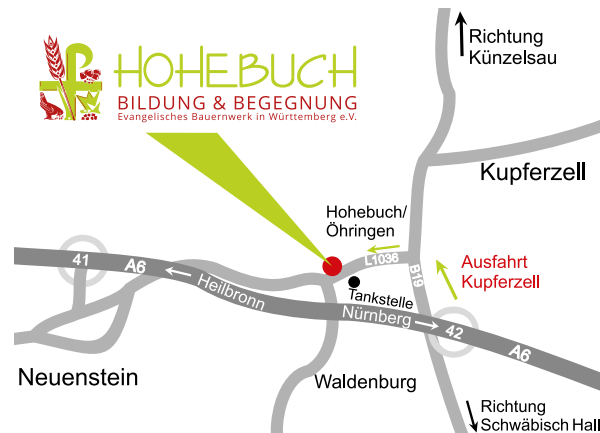 HOHEBUCH
BILDUNG & BEGEGNUNG
Evangelisches Bauernwerk in Württemberg e.V.
Richtung
Künzelsau
Kupferzell
Hohebuch/
Öhringen
L1036
B19
Ausfahrt
Kupferzell
41
A6
Heilbronn
Tankstelle
Nürnberg
42
A6
Neuenstein
Waldenburg
Richtung
Schwäbisch Hall